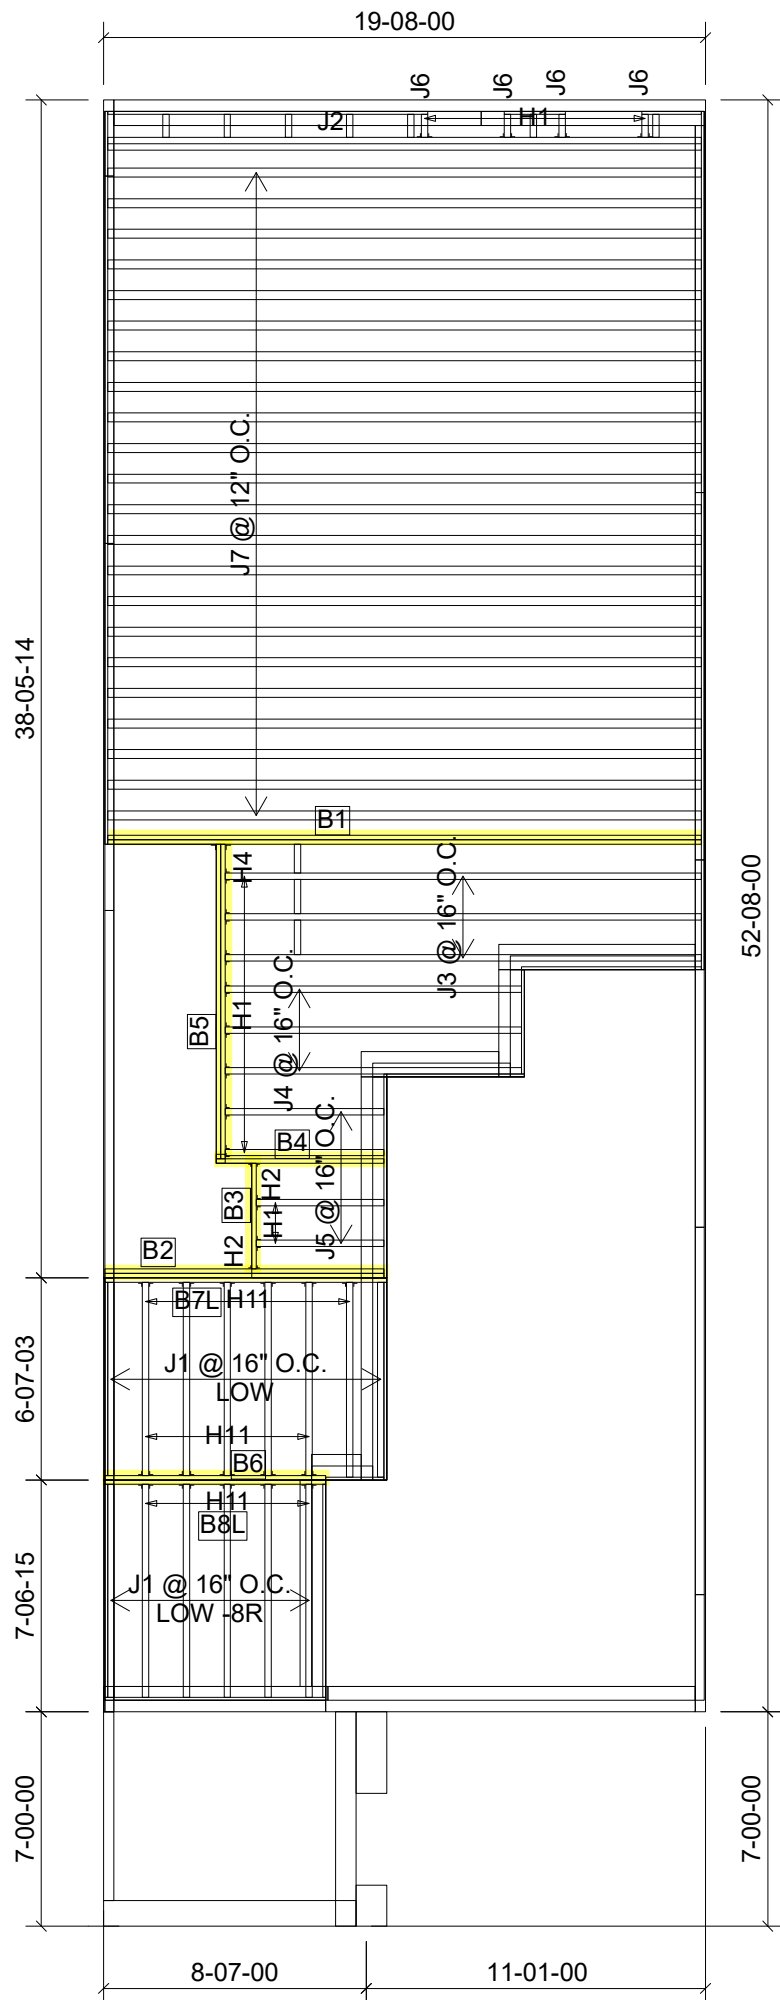 19-08-00
J6
J6
J6
J6
J2
H1
J7 @ 12" O.C.
38-05-14
52-08-00
B1
H4
J3 @ 16" O.C.
B5
H1
J4 @ 16" O.C.
B4
B3
H2
H1
J5 @ 16" O.C.
B2
H2
B7L
H11
J1 @ 16" O.C.
LOW
6-07-03
H11
B6
H11
B8L
J1 @ 16" O.C.
LOW -8R
7-06-15
7-00-00
7-00-00
8-07-00
11-01-00